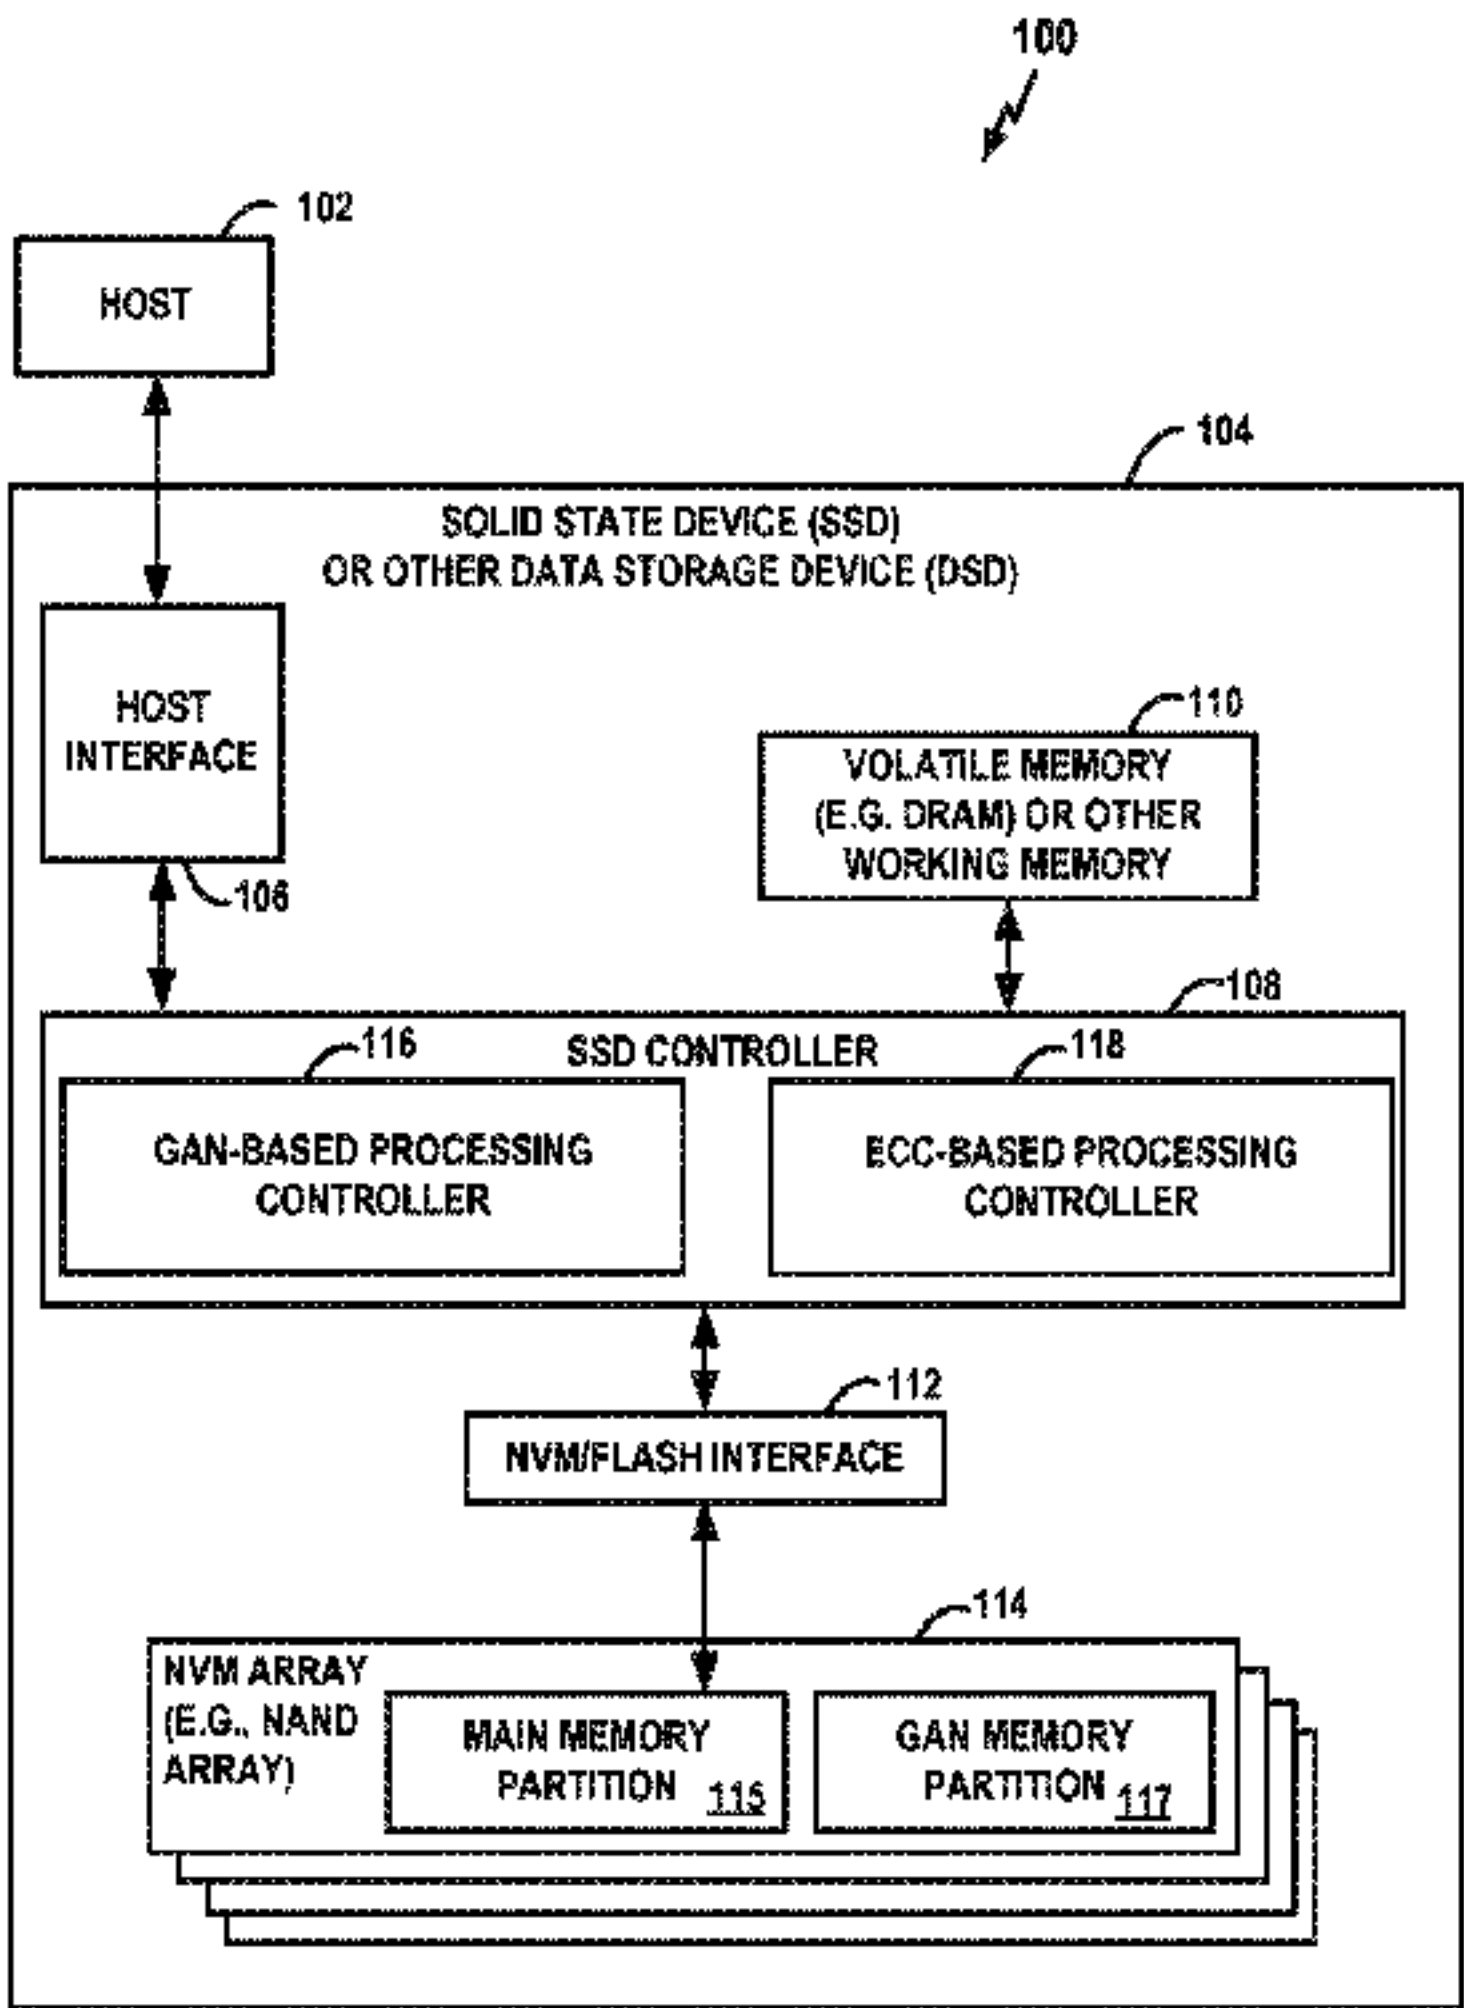 100
102
HOST
104
SOLID STATE DEVICE (SSD)
OR OTHER DATA STORAGE DEVICE (DSD)
HOST
INTERFACE
106
110
VOLATILE MEMORY
(E.G. DRAM) OR OTHER
WORKING MEMORY
108
SSD CONTROLLER
116
GAN-BASED PROCESSING
CONTROLLER
118
ECC-BASED PROCESSING
CONTROLLER
112
NVM/FLASH INTERFACE
114
NVM ARRAY
(E.G., NAND
ARRAY)
MAIN MEMORY
PARTITION 115
GAN MEMORY
PARTITION 117